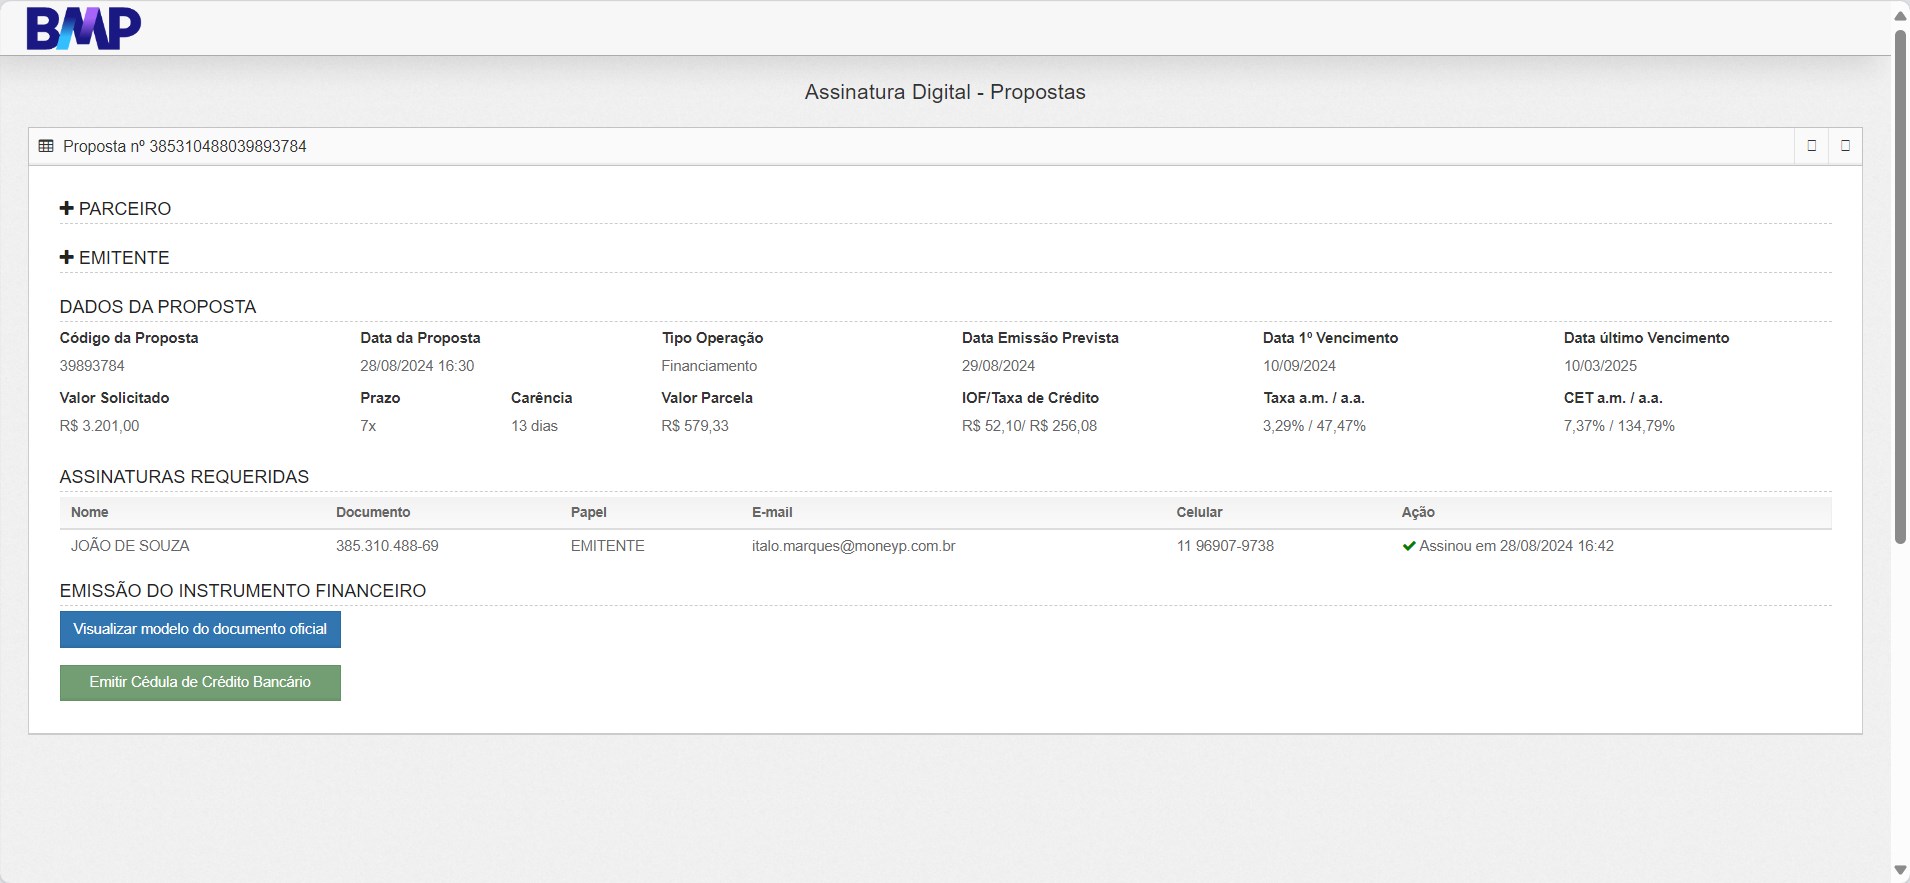 BMP
Assinatura Digital - Propostas
Proposta nº 385310488039893784
PARCEIRO
EMITENTE
DADOS DA PROPOSTA
Código da Proposta Data da Proposta Tipo Operação Data Emissão Prevista Data 1º Vencimento Data último Vencimento
39893784 28/08/2024 16:30 Financiamento 29/08/2024 10/09/2024 10/03/2025
Valor Solicitado Prazo Carência Valor Parcela IOF/Taxa de Crédito Taxa a.m. / a.a. CET a.m. / a.a.
R$ 3.201,00 7x 13 dias R$ 579,33 R$ 52,10/ R$ 256,08 3,29% / 47,47% 7,37% / 134,79%
ASSINATURAS REQUERIDAS
Nome Documento Papel E-mail Celular Ação
JOÃO DE SOUZA 385.310.488-69 EMITENTE italo.marques@moneyp.com.br 11 96907-9738 Assinou em 28/08/2024 16:42
EMISSÃO DO INSTRUMENTO FINANCEIRO
Visualizar modelo do documento oficial
Emitir Cédula de Crédito Bancário